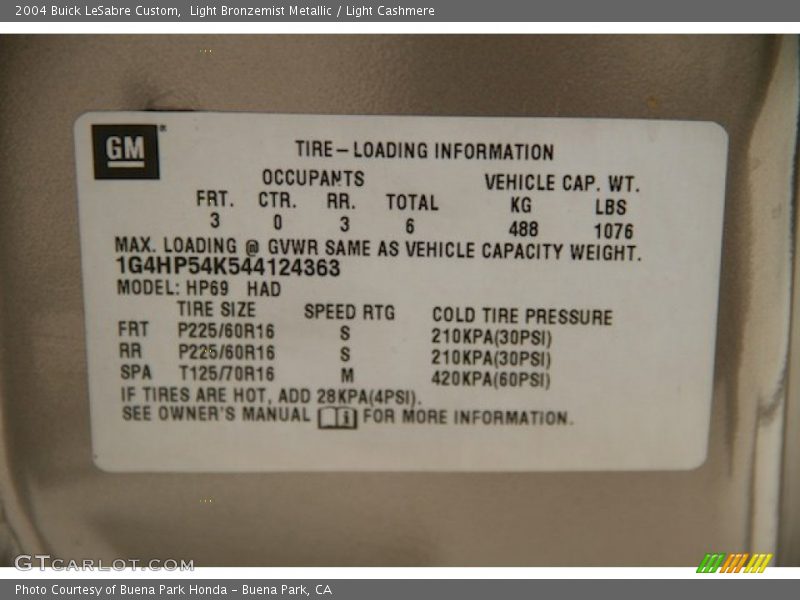 2004 Buick LeSabre Custom, Light Bronzemist Metallic / Light Cashmere
GM
TIRE-LOADING INFORMATION
OCCUPANTS VEHICLE CAP. WT.
FRT. CTR. RR. TOTAL KG LBS
3 0 3 6 488 1076
MAX. LOADING @ GVWR SAME AS VEHICLE CAPACITY WEIGHT.
1G4HP54K544124363
MODEL: HP69 HAD
TIRE SIZE SPEED RTG COLD TIRE PRESSURE
FRT P225/60R16 S 210KPA(30PSI)
RR P225/60R16 S 210KPA(30PSI)
SPA T125/70R16 M 420KPA(60PSI)
IF TIRES ARE HOT, ADD 28KPA(4PSI).
SEE OWNER'S MANUAL FOR MORE INFORMATION.
GTCARLOT.COM
Photo Courtesy of Buena Park Honda - Buena Park, CA